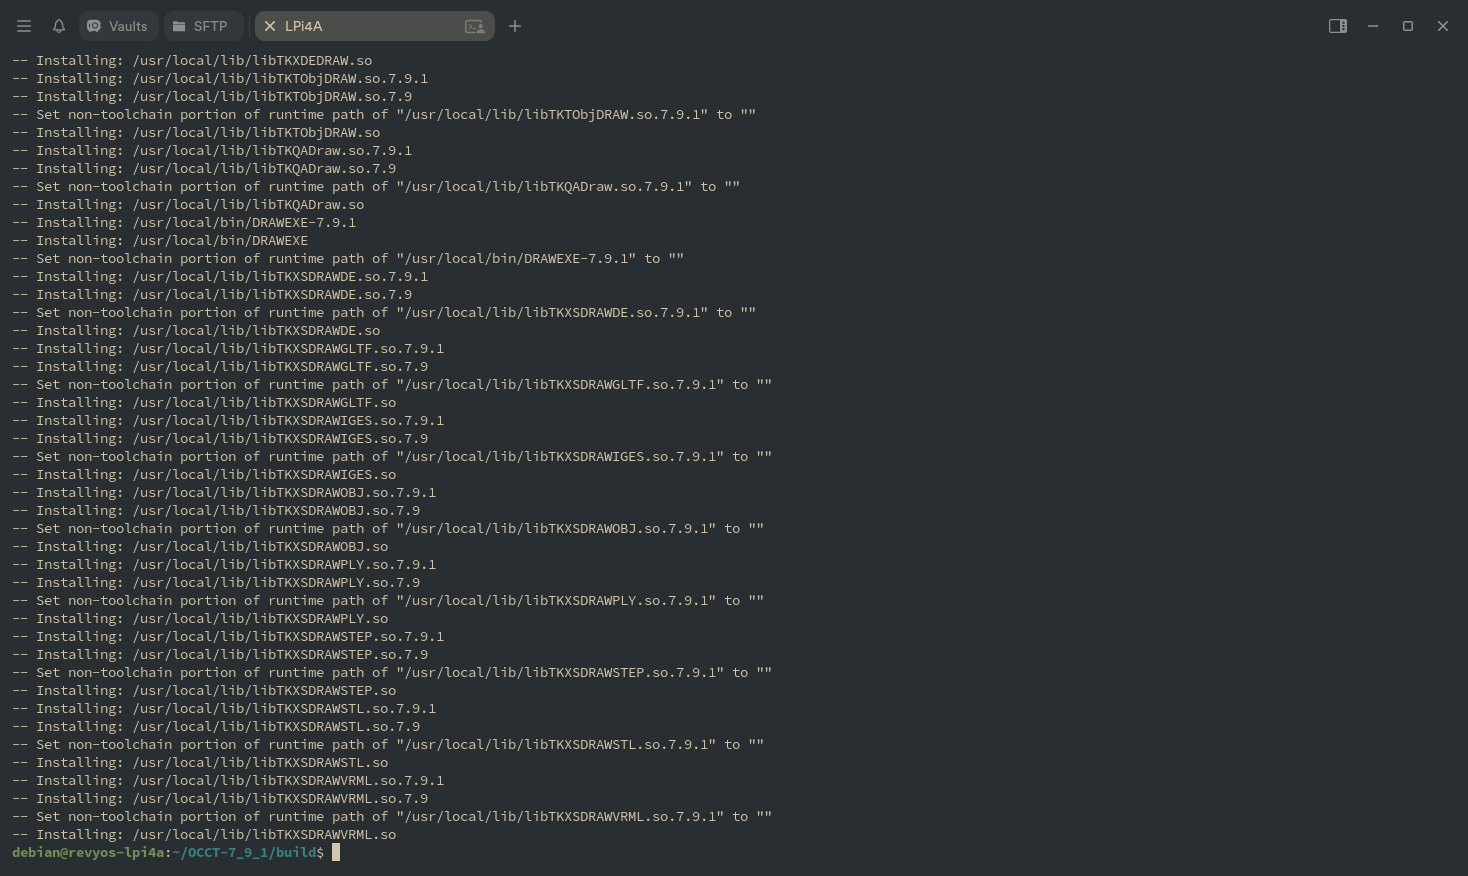 Vaults SFTP LPi4A
-- Installing: /usr/local/lib/libTKXDEDRAW.so
-- Installing: /usr/local/lib/libTKTObjDRAW.so.7.9.1
-- Installing: /usr/local/lib/libTKTObjDRAW.so.7.9
-- Set non-toolchain portion of runtime path of "/usr/local/lib/libTKTObjDRAW.so.7.9.1" to ""
-- Installing: /usr/local/lib/libTKTObjDRAW.so
-- Installing: /usr/local/lib/libTKQADraw.so.7.9.1
-- Installing: /usr/local/lib/libTKQADraw.so.7.9
-- Set non-toolchain portion of runtime path of "/usr/local/lib/libTKQADraw.so.7.9.1" to ""
-- Installing: /usr/local/lib/libTKQADraw.so
-- Installing: /usr/local/bin/DRAWEXE-7.9.1
-- Installing: /usr/local/bin/DRAWEXE
-- Set non-toolchain portion of runtime path of "/usr/local/bin/DRAWEXE-7.9.1" to ""
-- Installing: /usr/local/lib/libTKXSDRAWDE.so.7.9.1
-- Installing: /usr/local/lib/libTKXSDRAWDE.so.7.9
-- Set non-toolchain portion of runtime path of "/usr/local/lib/libTKXSDRAWDE.so.7.9.1" to ""
-- Installing: /usr/local/lib/libTKXSDRAWDE.so
-- Installing: /usr/local/lib/libTKXSDRAWGLTF.so.7.9.1
-- Installing: /usr/local/lib/libTKXSDRAWGLTF.so.7.9
-- Set non-toolchain portion of runtime path of "/usr/local/lib/libTKXSDRAWGLTF.so.7.9.1" to ""
-- Installing: /usr/local/lib/libTKXSDRAWGLTF.so
-- Installing: /usr/local/lib/libTKXSDRAWIGES.so.7.9.1
-- Installing: /usr/local/lib/libTKXSDRAWIGES.so.7.9
-- Set non-toolchain portion of runtime path of "/usr/local/lib/libTKXSDRAWIGES.so.7.9.1" to ""
-- Installing: /usr/local/lib/libTKXSDRAWIGES.so
-- Installing: /usr/local/lib/libTKXSDRAWOBJ.so.7.9.1
-- Installing: /usr/local/lib/libTKXSDRAWOBJ.so.7.9
-- Set non-toolchain portion of runtime path of "/usr/local/lib/libTKXSDRAWOBJ.so.7.9.1" to ""
-- Installing: /usr/local/lib/libTKXSDRAWOBJ.so
-- Installing: /usr/local/lib/libTKXSDRAWPLY.so.7.9.1
-- Installing: /usr/local/lib/libTKXSDRAWPLY.so.7.9
-- Set non-toolchain portion of runtime path of "/usr/local/lib/libTKXSDRAWPLY.so.7.9.1" to ""
-- Installing: /usr/local/lib/libTKXSDRAWPLY.so
-- Installing: /usr/local/lib/libTKXSDRAWSTEP.so.7.9.1
-- Installing: /usr/local/lib/libTKXSDRAWSTEP.so.7.9
-- Set non-toolchain portion of runtime path of "/usr/local/lib/libTKXSDRAWSTEP.so.7.9.1" to ""
-- Installing: /usr/local/lib/libTKXSDRAWSTEP.so
-- Installing: /usr/local/lib/libTKXSDRAWSTL.so.7.9.1
-- Installing: /usr/local/lib/libTKXSDRAWSTL.so.7.9
-- Set non-toolchain portion of runtime path of "/usr/local/lib/libTKXSDRAWSTL.so.7.9.1" to ""
-- Installing: /usr/local/lib/libTKXSDRAWSTL.so
-- Installing: /usr/local/lib/libTKXSDRAWVRML.so.7.9.1
-- Installing: /usr/local/lib/libTKXSDRAWVRML.so.7.9
-- Set non-toolchain portion of runtime path of "/usr/local/lib/libTKXSDRAWVRML.so.7.9.1" to ""
-- Installing: /usr/local/lib/libTKXSDRAWVRML.so
debian@revyos-lpi4a:~/OCCT-7_9_1/build$